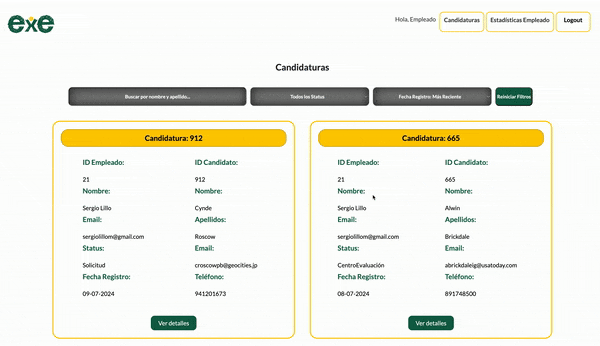 exe
Hola, Empleado
Candidaturas
Estadísticas Empleado
Logout
Candidaturas
Buscar por nombre y apellido...
Todos los Status
Fecha Registro: Más Reciente
Reiniciar Filtros
Candidatura: 912
ID Empleado: ID Candidato:
21 912
Nombre: Nombre:
Sergio Lillo Cynde
Email: Apellidos:
sergiolillom@gmail.com Roscow
Status: Email:
Solicitud croscowpb@geocities.jp
Fecha Registro: Teléfono:
09-07-2024 941201673
Ver detalles
Candidatura: 665
ID Empleado: ID Candidato:
21 665
Nombre: Nombre:
Sergio Lillo Alwin
Email: Apellidos:
sergiolillom@gmail.com Brickdale
Status: Email:
CentroEvaluación abrickdaleig@usatoday.com
Fecha Registro: Teléfono:
08-07-2024 891748500
Ver detalles